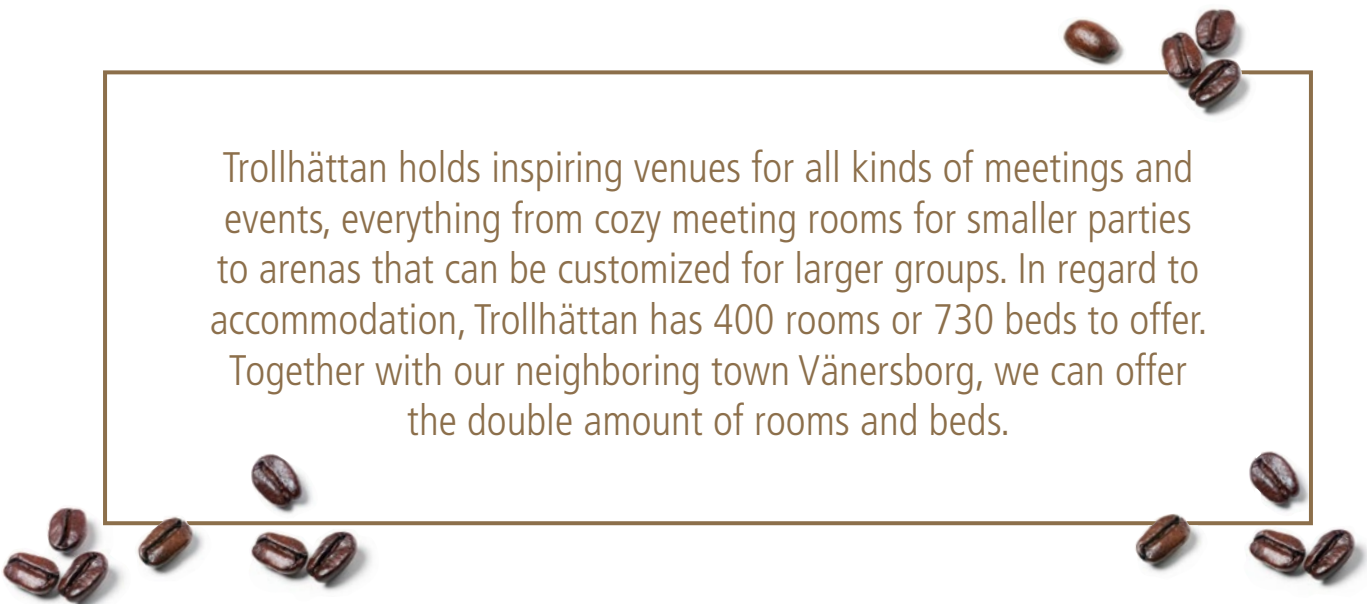 Trollhättan holds inspiring venues for all kinds of meetings and
events, everything from cozy meeting rooms for smaller parties
to arenas that can be customized for larger groups. In regard to
accommodation, Trollhättan has 400 rooms or 730 beds to offer.
Together with our neighboring town Vänersborg, we can offer
the double amount of rooms and beds.